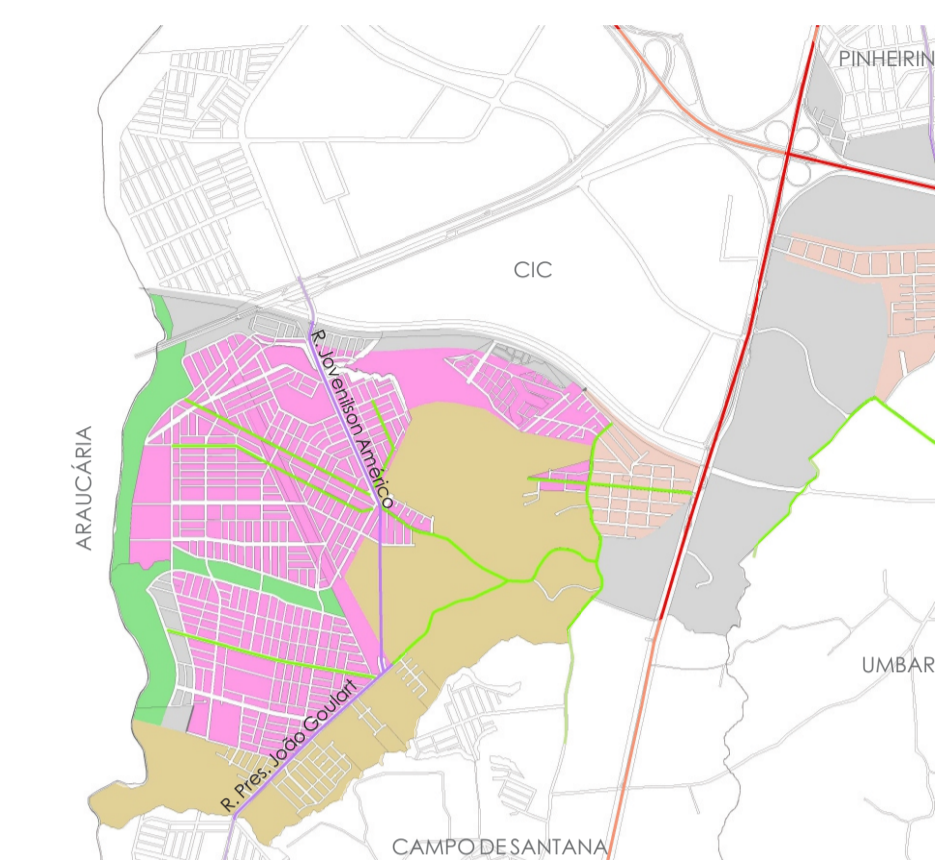 PINHEIRIN
CIC
R. Jovenilson Américo
ARAUCÁRIA
UMBAR
R. Pres. João Goulart
CAMPO DE SANTANA